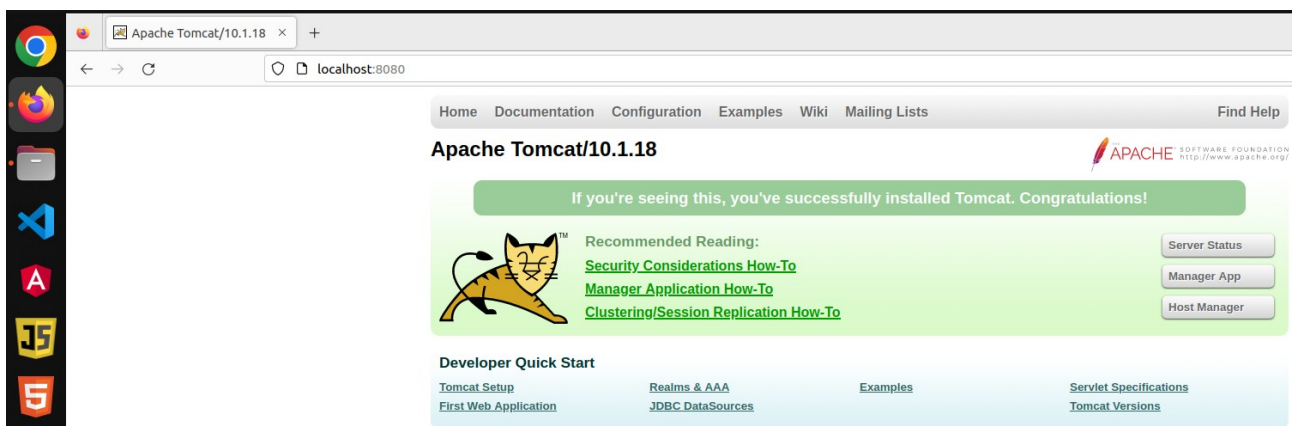 Apache Tomcat/10.1.18 × +
localhost:8080
Home Documentation Configuration Examples Wiki Mailing Lists Find Help
Apache Tomcat/10.1.18
APACHE SOFTWARE FOUNDATION
http://www.apache.org/
If you're seeing this, you've successfully installed Tomcat. Congratulations!
TM
Recommended Reading:
Security Considerations How-To
Manager Application How-To
Clustering/Session Replication How-To
Server Status
Manager App
Host Manager
A
JS
5
Developer Quick Start
Tomcat Setup Realms & AAA Examples Servlet Specifications
First Web Application JDBC DataSources Tomcat Versions